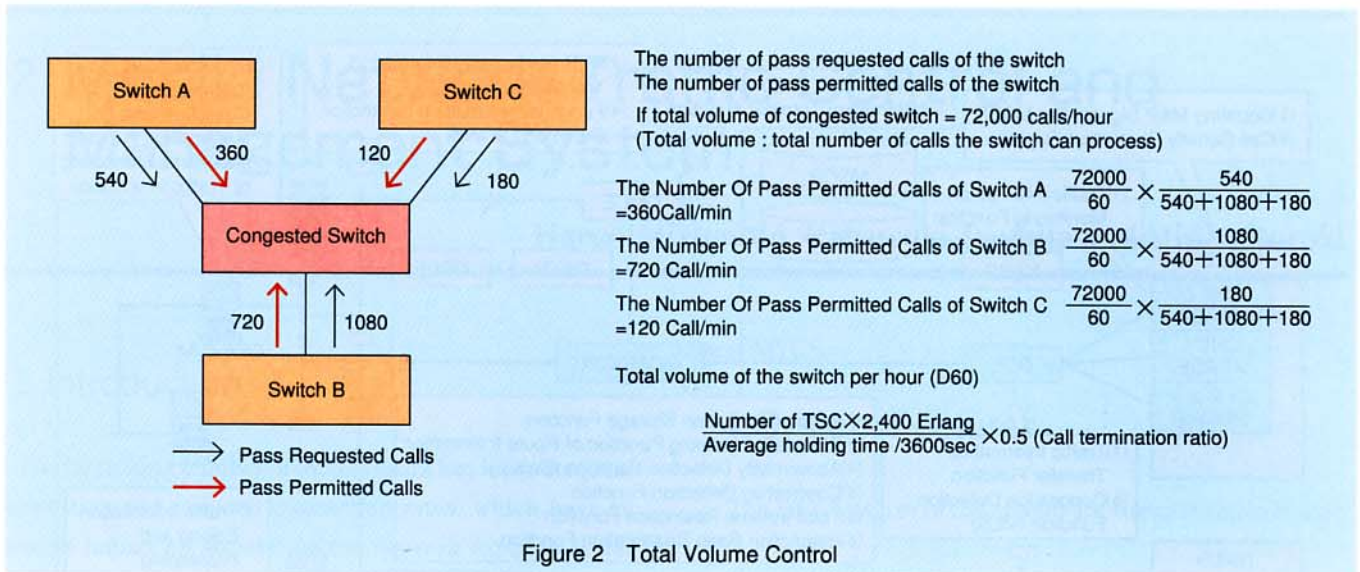 Switch A
Switch C
360
120
540
180
Congested Switch
720
1080
Switch B
Pass Requested Calls
Pass Permitted Calls
The number of pass requested calls of the switch
The number of pass permitted calls of the switch
If total volume of congested switch = 72,000 calls/hour
(Total volume : total number of calls the switch can process)
The Number Of Pass Permitted Calls of Switch A 72000/60 × 540/540+1080+180
=360Call/min
The Number Of Pass Permitted Calls of Switch B 72000/60 × 1080/540+1080+180
=720 Call/min
The Number Of Pass Permitted Calls of Switch C 72000/60 × 180/540+1080+180
=120 Call/min
Total volume of the switch per hour (D60)
Number of TSC×2,400 Erlang
Average holding time /3600sec ×0.5 (Call termination ratio)
Figure 2 Total Volume Control